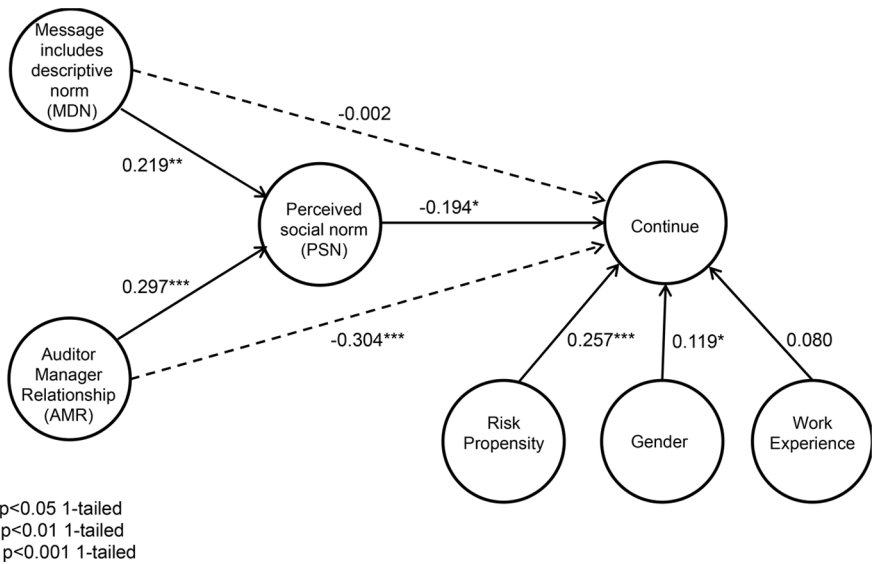 Message
includes
descriptive
norm
(MDN)
-0.002
0.219**
Perceived
social norm
(PSN)
-0.194*
Continue
0.297***
-0.304***
0.257***
0.119*
0.080
Auditor
Manager
Relationship
(AMR)
Risk
Propensity
Gender
Work
Experience
p<0.05 1-tailed
p<0.01 1-tailed
p<0.001 1-tailed